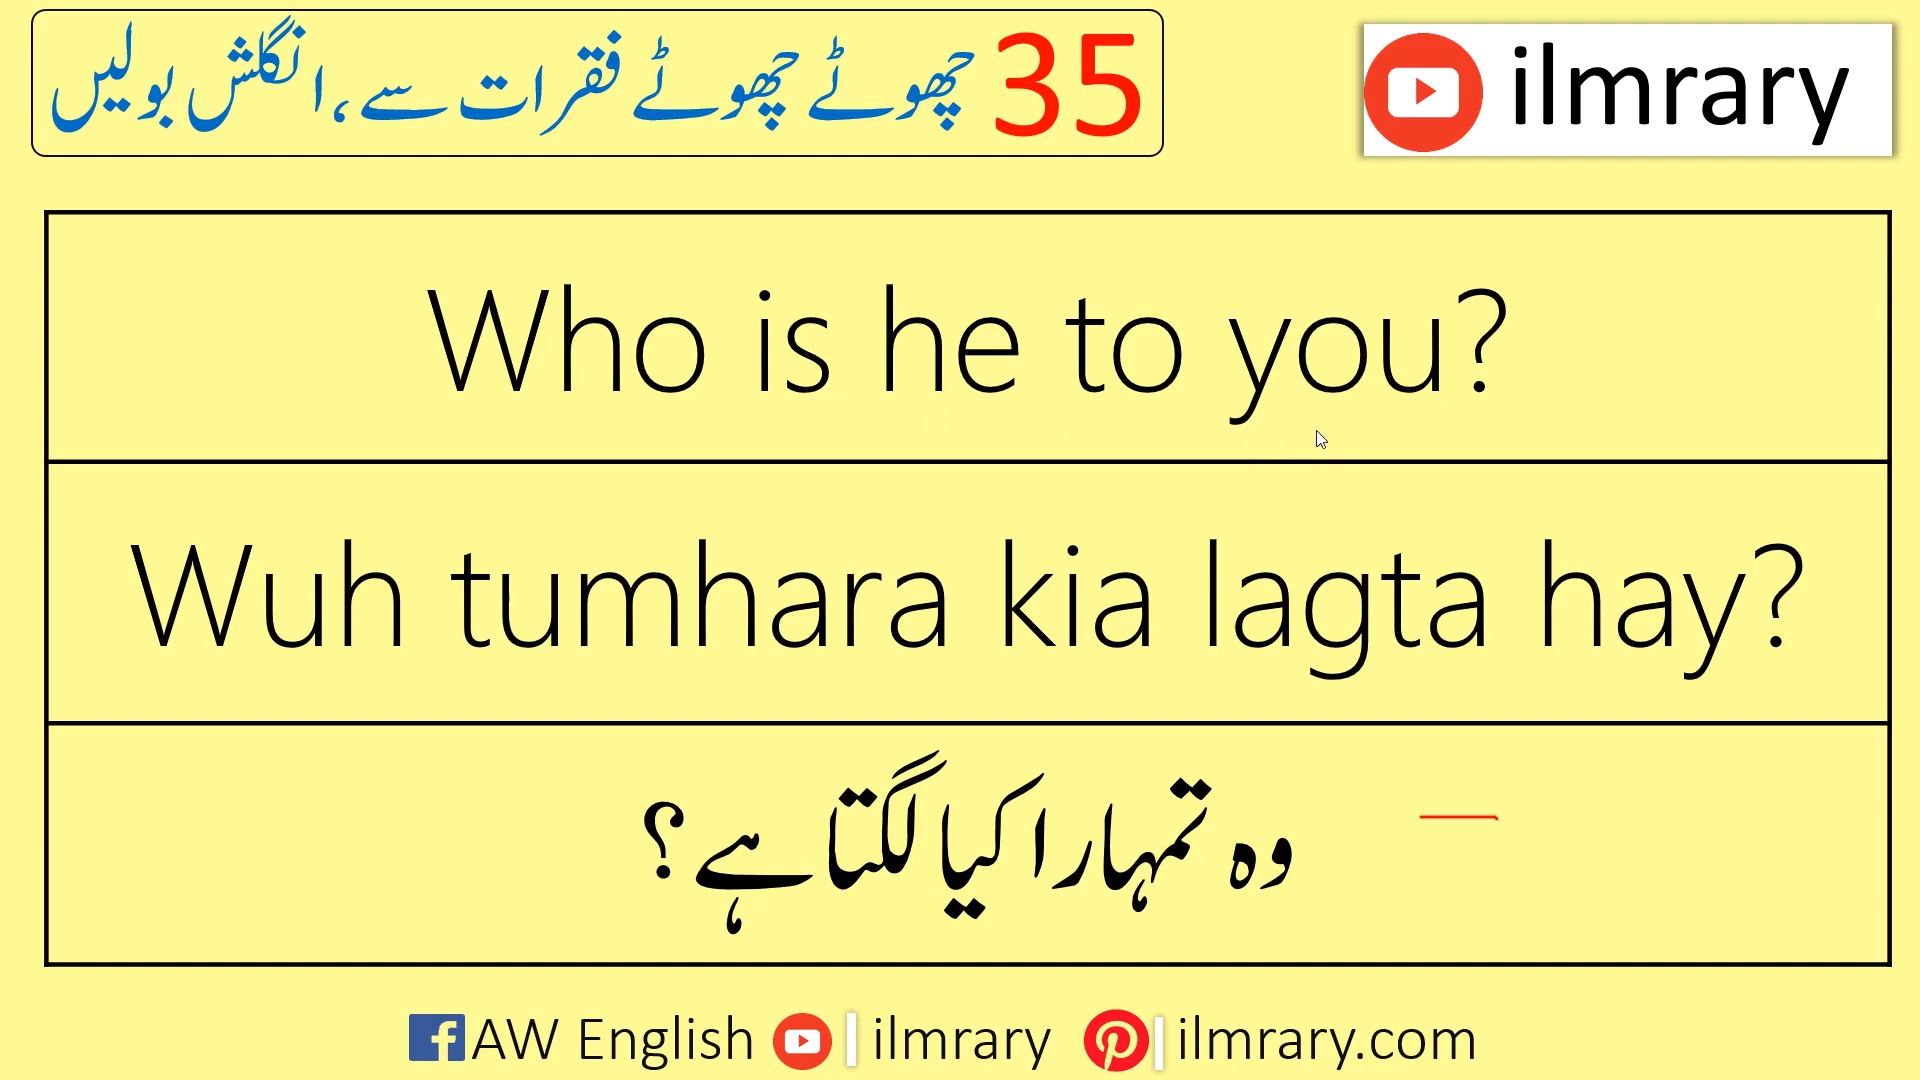 35 چھوٹے چھوٹے فقرات سے، انگلش بولیں
ilmrary
Who is he to you?
Wuh tumhara kia lagta hay?
وہ تمہارا کیا لگتا ہے؟
AW English | ilmrary | ilmrary.com